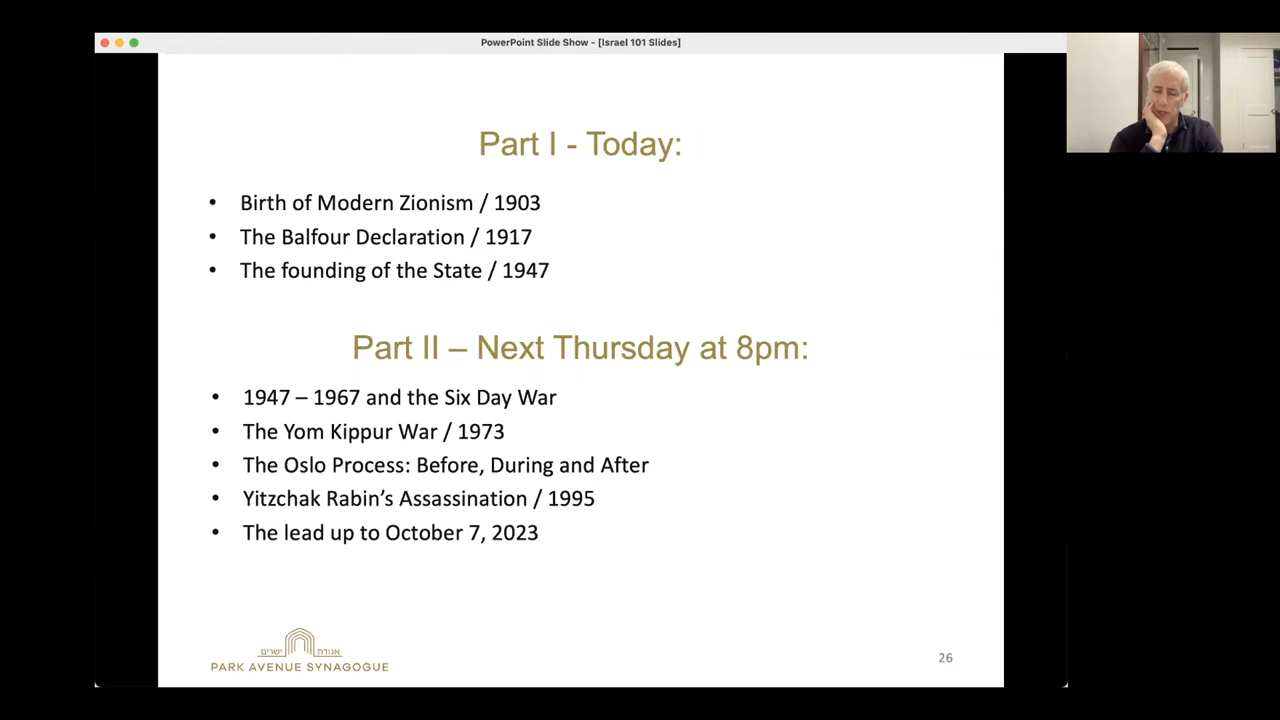 PowerPoint Slide Show - [Israel 101 Slides]
Part I - Today:
• Birth of Modern Zionism / 1903
• The Balfour Declaration / 1917
• The founding of the State / 1947
Part II – Next Thursday at 8pm:
• 1947 – 1967 and the Six Day War
• The Yom Kippur War / 1973
• The Oslo Process: Before, During and After
• Yitzchak Rabin’s Assassination / 1995
• The lead up to October 7, 2023
אגודת ישרים
PARK AVENUE SYNAGOGUE
26